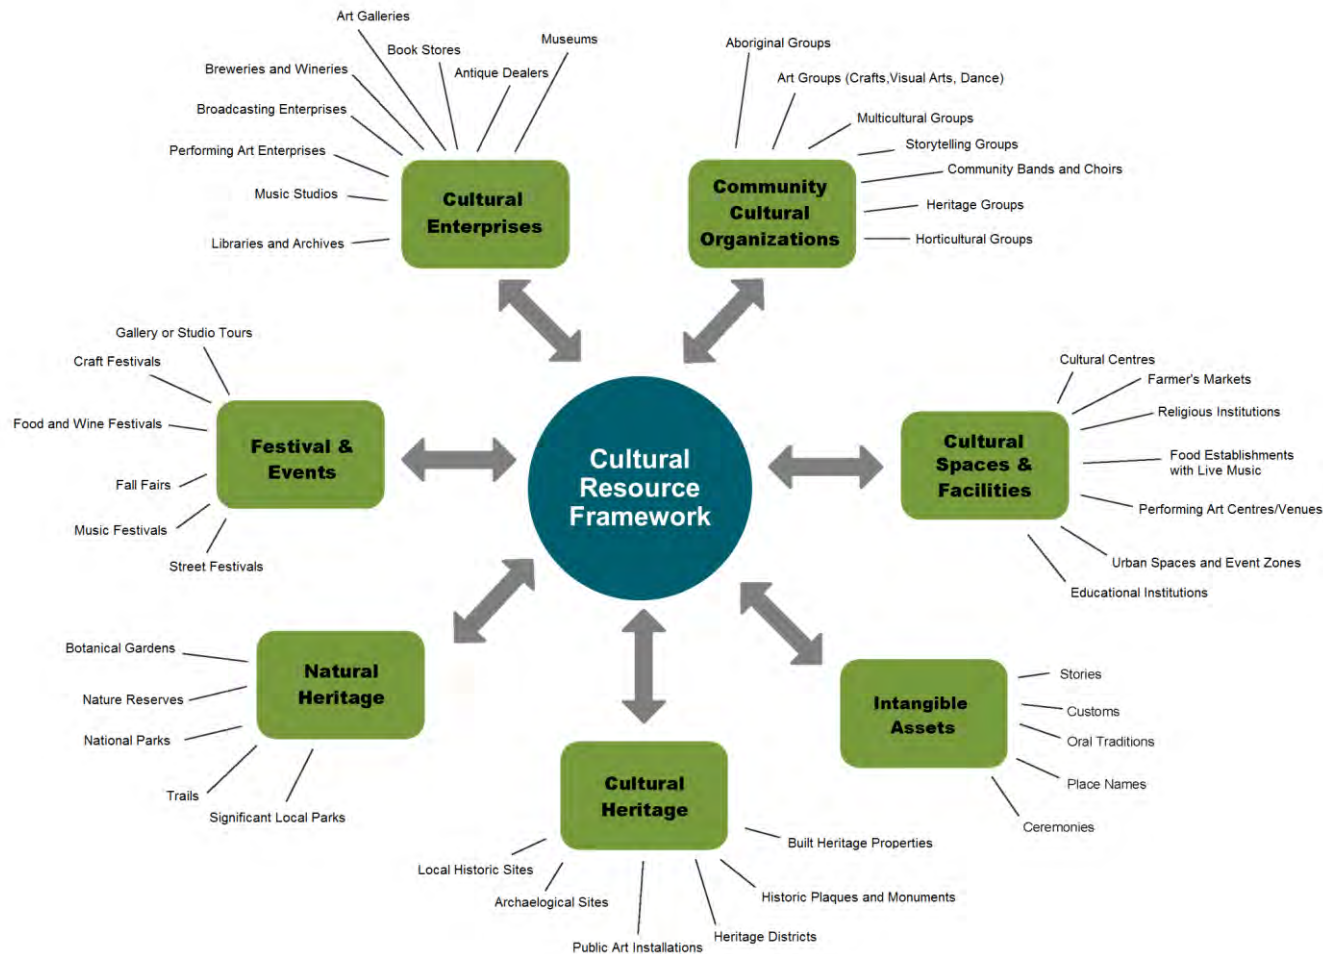 Art Galleries
Book Stores
Museums
Breweries and Wineries
Antique Dealers
Broadcasting Enterprises
Performing Art Enterprises
Music Studios
Libraries and Archives
Cultural
Enterprises
Aboriginal Groups
Art Groups (Crafts,Visual Arts, Dance)
Multicultural Groups
Storytelling Groups
Community Bands and Choirs
Heritage Groups
Horticultural Groups
Community
Cultural
Organizations
Gallery or Studio Tours
Craft Festivals
Food and Wine Festivals
Fall Fairs
Music Festivals
Street Festivals
Festival &
Events
Cultural
Resource
Framework
Cultural Centres
Farmer's Markets
Religious Institutions
Food Establishments
with Live Music
Performing Art Centres/Venues
Urban Spaces and Event Zones
Educational Institutions
Cultural
Spaces &
Facilities
Botanical Gardens
Nature Reserves
National Parks
Trails
Significant Local Parks
Natural
Heritage
Cultural
Heritage
Local Historic Sites
Archaelogical Sites
Public Art Installations
Heritage Districts
Historic Plaques and Monuments
Built Heritage Properties
Intangible
Assets
Stories
Customs
Oral Traditions
Place Names
Ceremonies